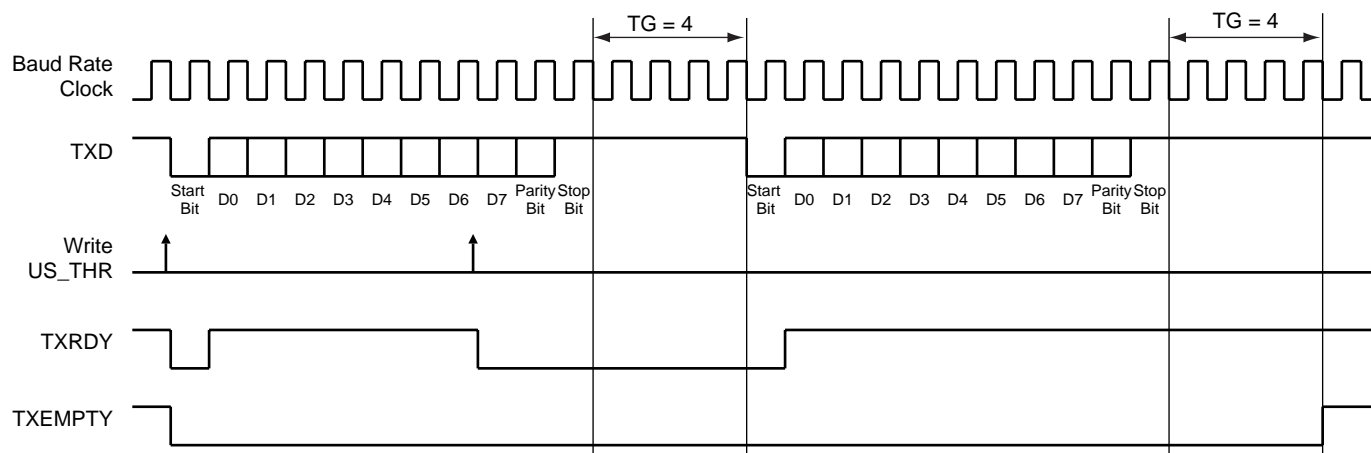 TG = 4
TG = 4
Baud Rate
Clock
TXD
Start
Bit
D0
D1
D2
D3
D4
D5
D6
D7
Parity
Bit
Stop
Bit
Start
Bit
D0
D1
D2
D3
D4
D5
D6
D7
Parity
Bit
Stop
Bit
Write
US_THR
TXRDY
TXEMPTY